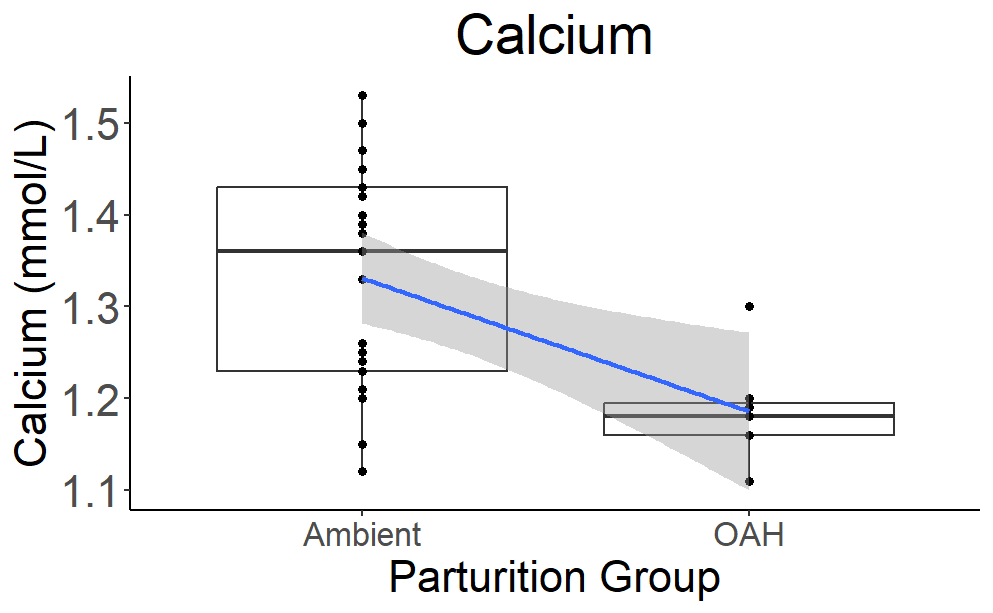 Calcium
Calcium (mmol/L)
1.5
1.4
1.3
1.2
1.1
Ambient
OAH
Parturition Group